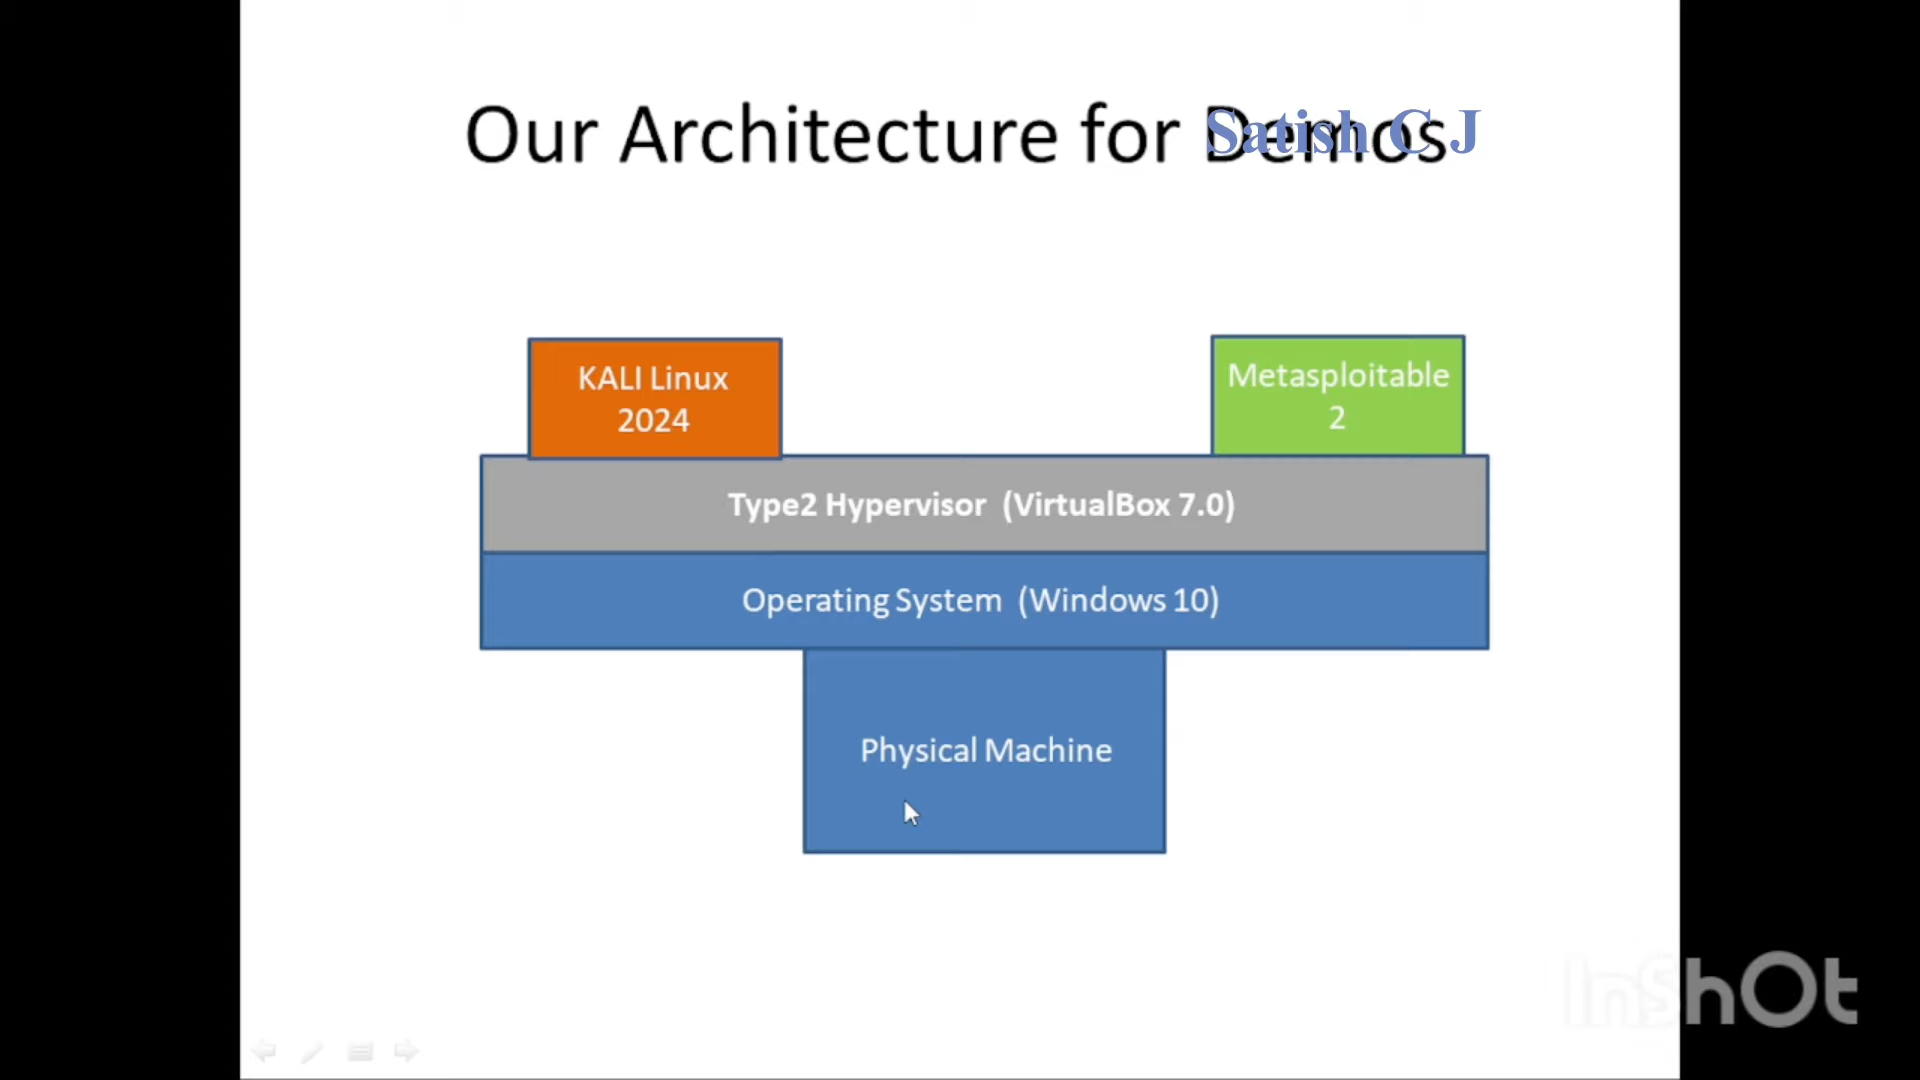 Our Architecture for Demos
Satish C J
KALI Linux
2024
Metasploitable
2
Type2 Hypervisor (VirtualBox 7.0)
Operating System (Windows 10)
Physical Machine
InShOt